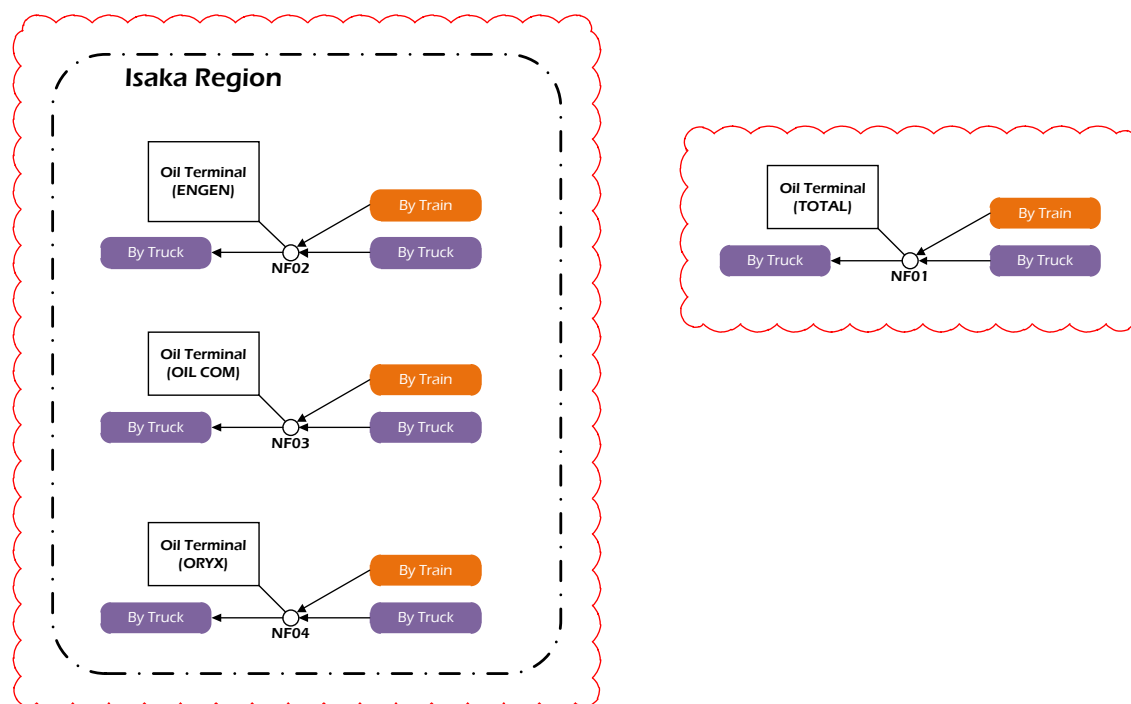 Isaka Region
Oil Terminal
(ENGEN)
By Train
By Truck
By Truck
NF02
Oil Terminal
(OIL COM)
By Train
By Truck
By Truck
NF03
Oil Terminal
(ORYX)
By Train
By Truck
By Truck
NF04
Oil Terminal
(TOTAL)
By Train
By Truck
By Truck
NF01